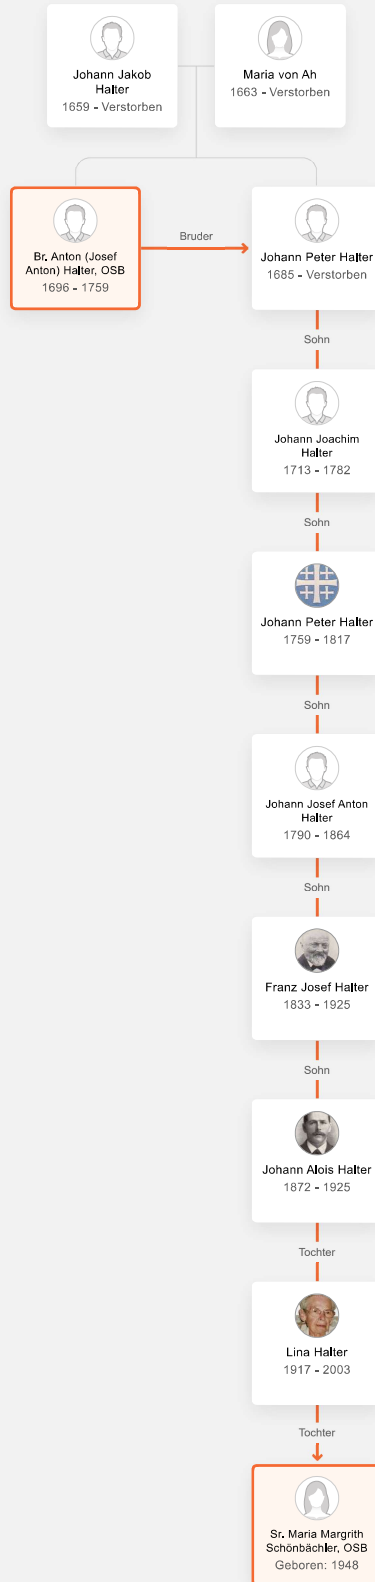 Johann Jakob
Halter
1659 - Verstorben
Maria von Ah
1663 - Verstorben
Br. Anton (Josef
Anton) Halter, OSB
1696 - 1759
Bruder
Johann Peter Halter
1685 - Verstorben
Sohn
Johann Joachim
Halter
1713 - 1782
Sohn
Johann Peter Halter
1759 - 1817
Sohn
Johann Josef Anton
Halter
1790 - 1864
Sohn
Franz Josef Halter
1833 - 1925
Sohn
Johann Alois Halter
1872 - 1925
Tochter
Lina Halter
1917 - 2003
Tochter
Sr. Maria Margrith
Schönbächler, OSB
Geboren: 1948